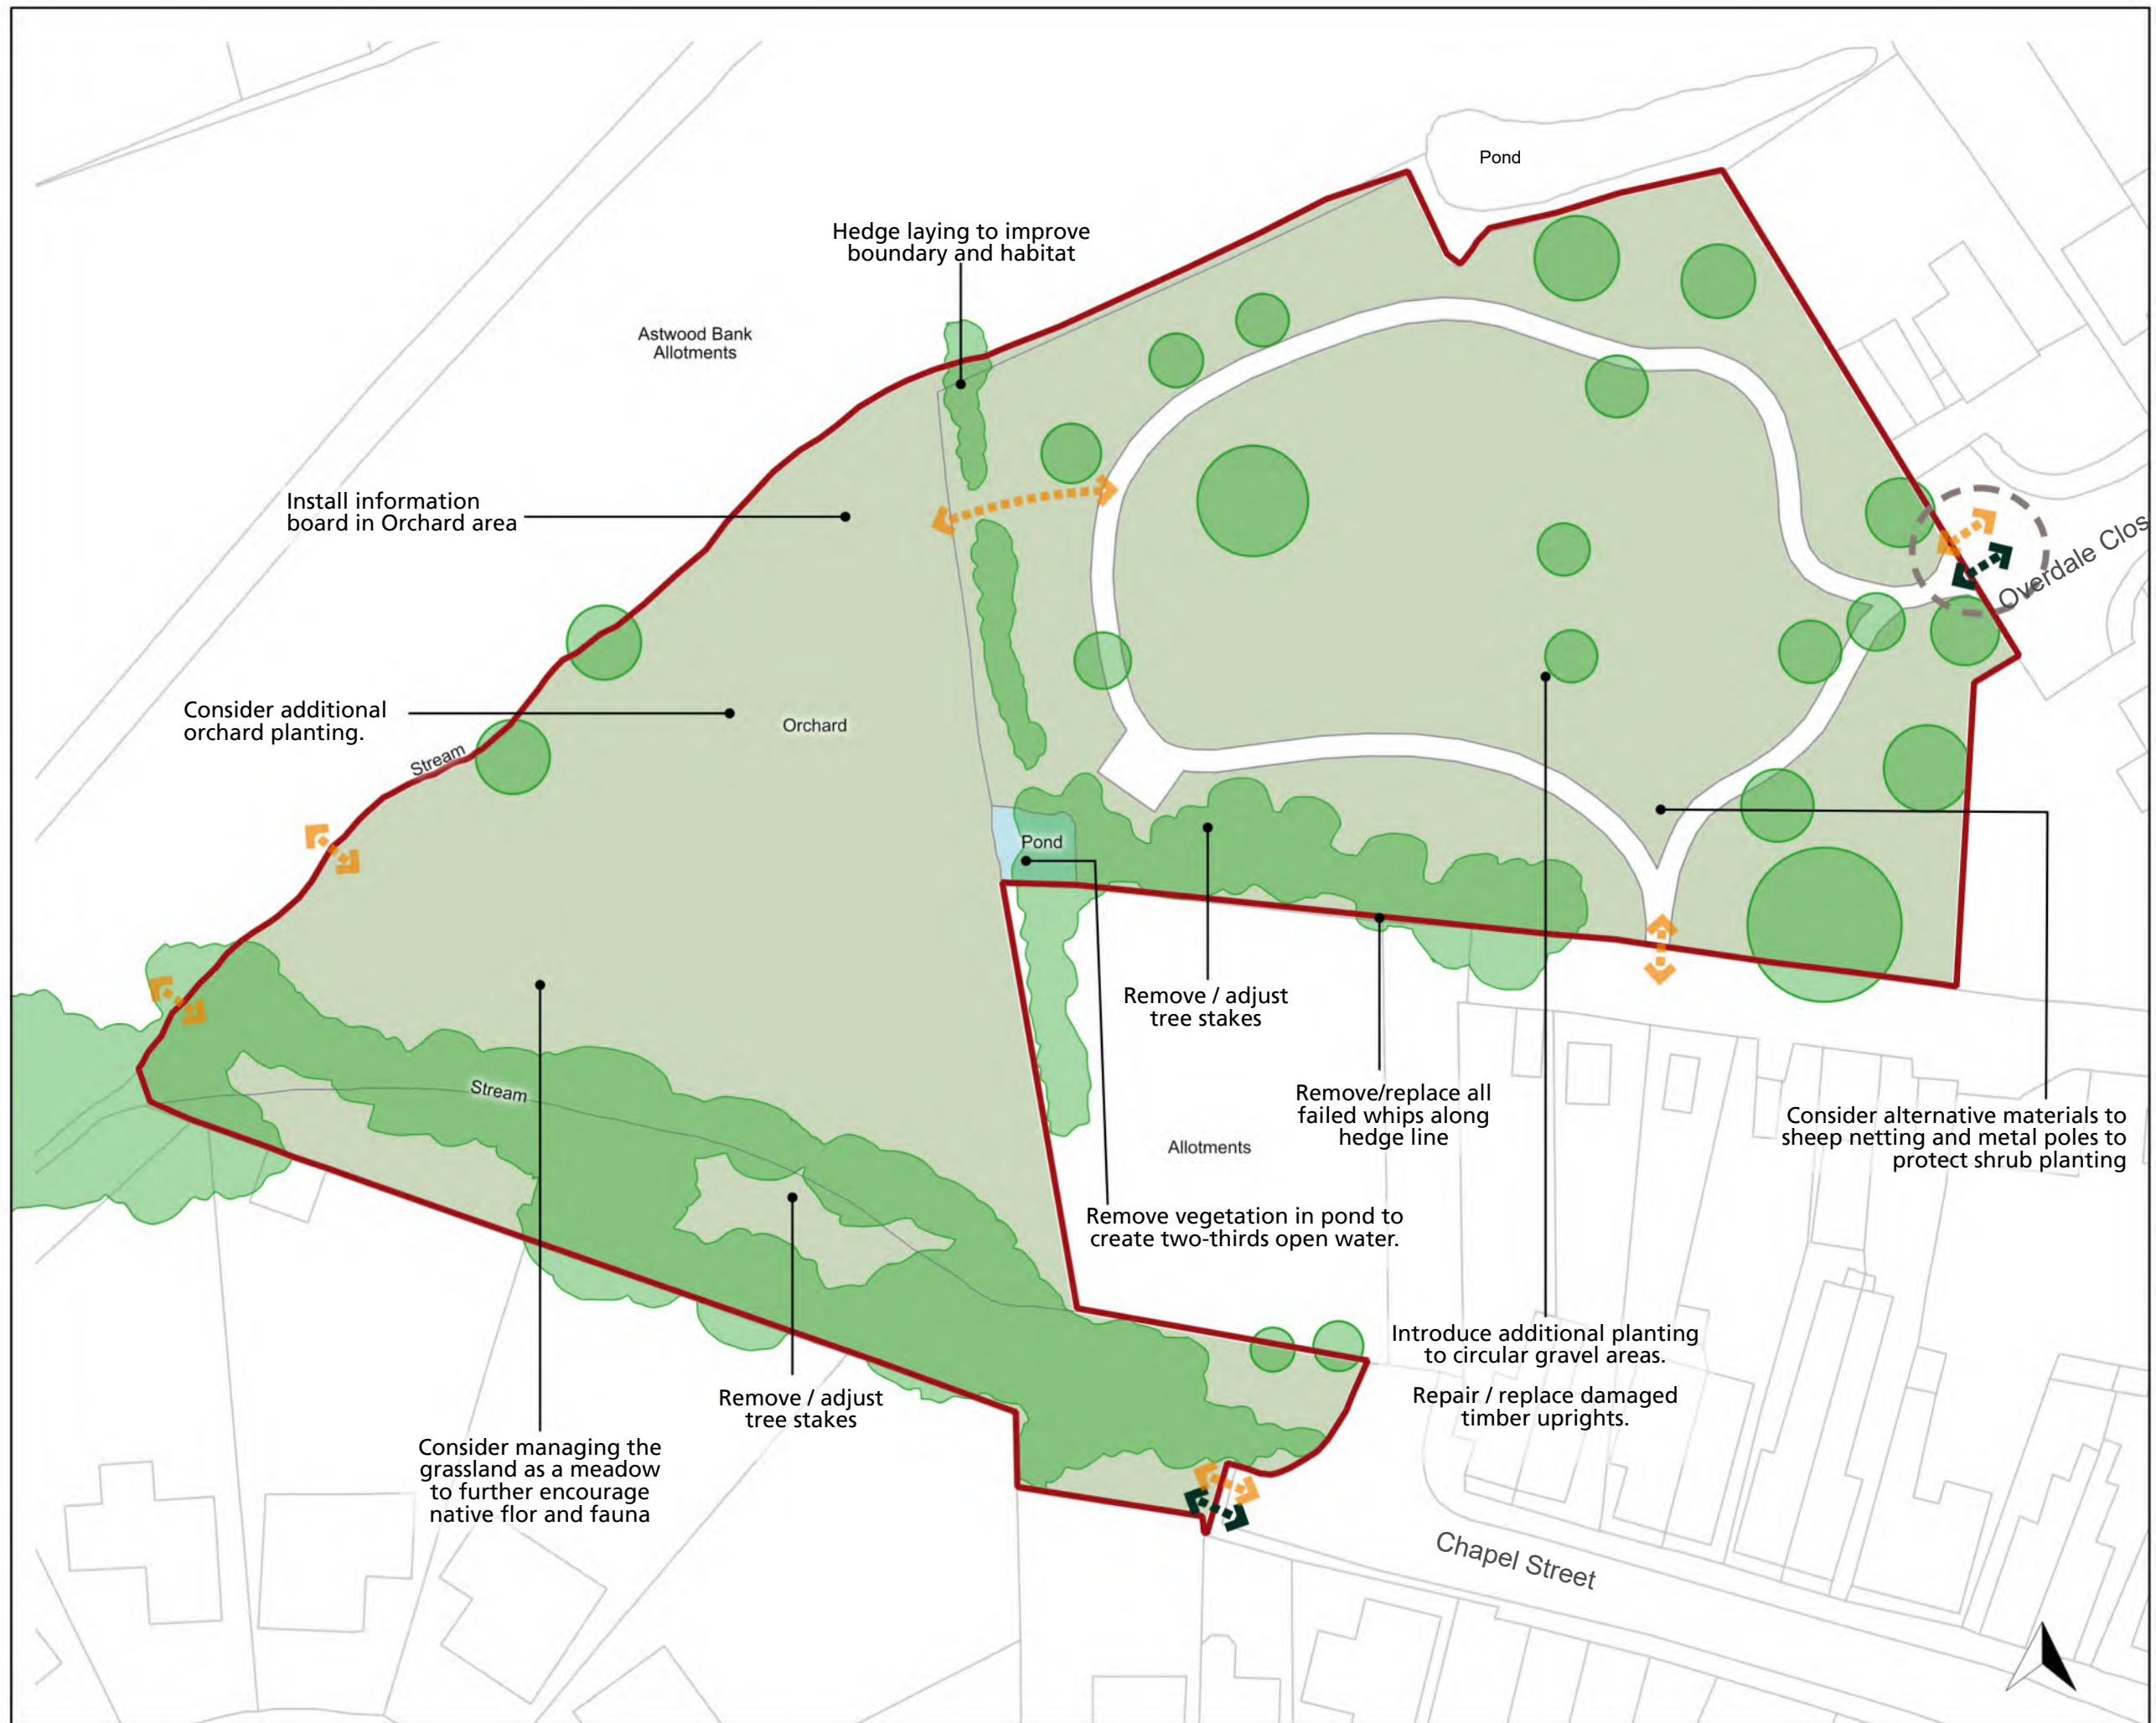 Pond
Hedge laying to improve
boundary and habitat
Astwood Bank
Allotments
Install information
board in Orchard area
Overdale Clos
Consider additional
orchard planting.
Orchard
Stream
Pond
Remove / adjust
tree stakes
Stream
Remove/replace all
failed whips along
hedge line
Consider alternative materials to
sheep netting and metal poles to
protect shrub planting
Allotments
Remove vegetation in pond to
create two-thirds open water.
Introduce additional planting
to circular gravel areas.
Repair / replace damaged
timber uprights.
Remove / adjust
tree stakes
Consider managing the
grassland as a meadow
to further encourage
native flor and fauna
Chapel Street